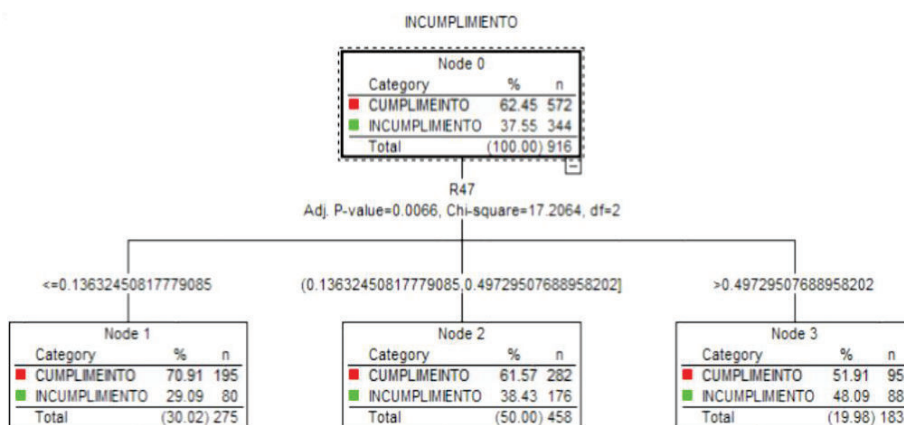 INCUMPLIMIENTO
Node 0
Category % n
CUMPLIMEINTO 62.45 572
INCUMPLIMIENTO 37.55 344
Total (100.00) 916
R47
Adj. P-value=0.0066, Chi-square=17.2064, df=2
<=0.13632450817779085
(0.13632450817779085,0.49729507688958202]
>0.49729507688958202
Node 1
Category % n
CUMPLIMEINTO 70.91 195
INCUMPLIMIENTO 29.09 80
Total (30.02) 275
Node 2
Category % n
CUMPLIMEINTO 61.57 282
INCUMPLIMIENTO 38.43 176
Total (50.00) 458
Node 3
Category % n
CUMPLIMEINTO 51.91 95
INCUMPLIMIENTO 48.09 88
Total (19.98) 183